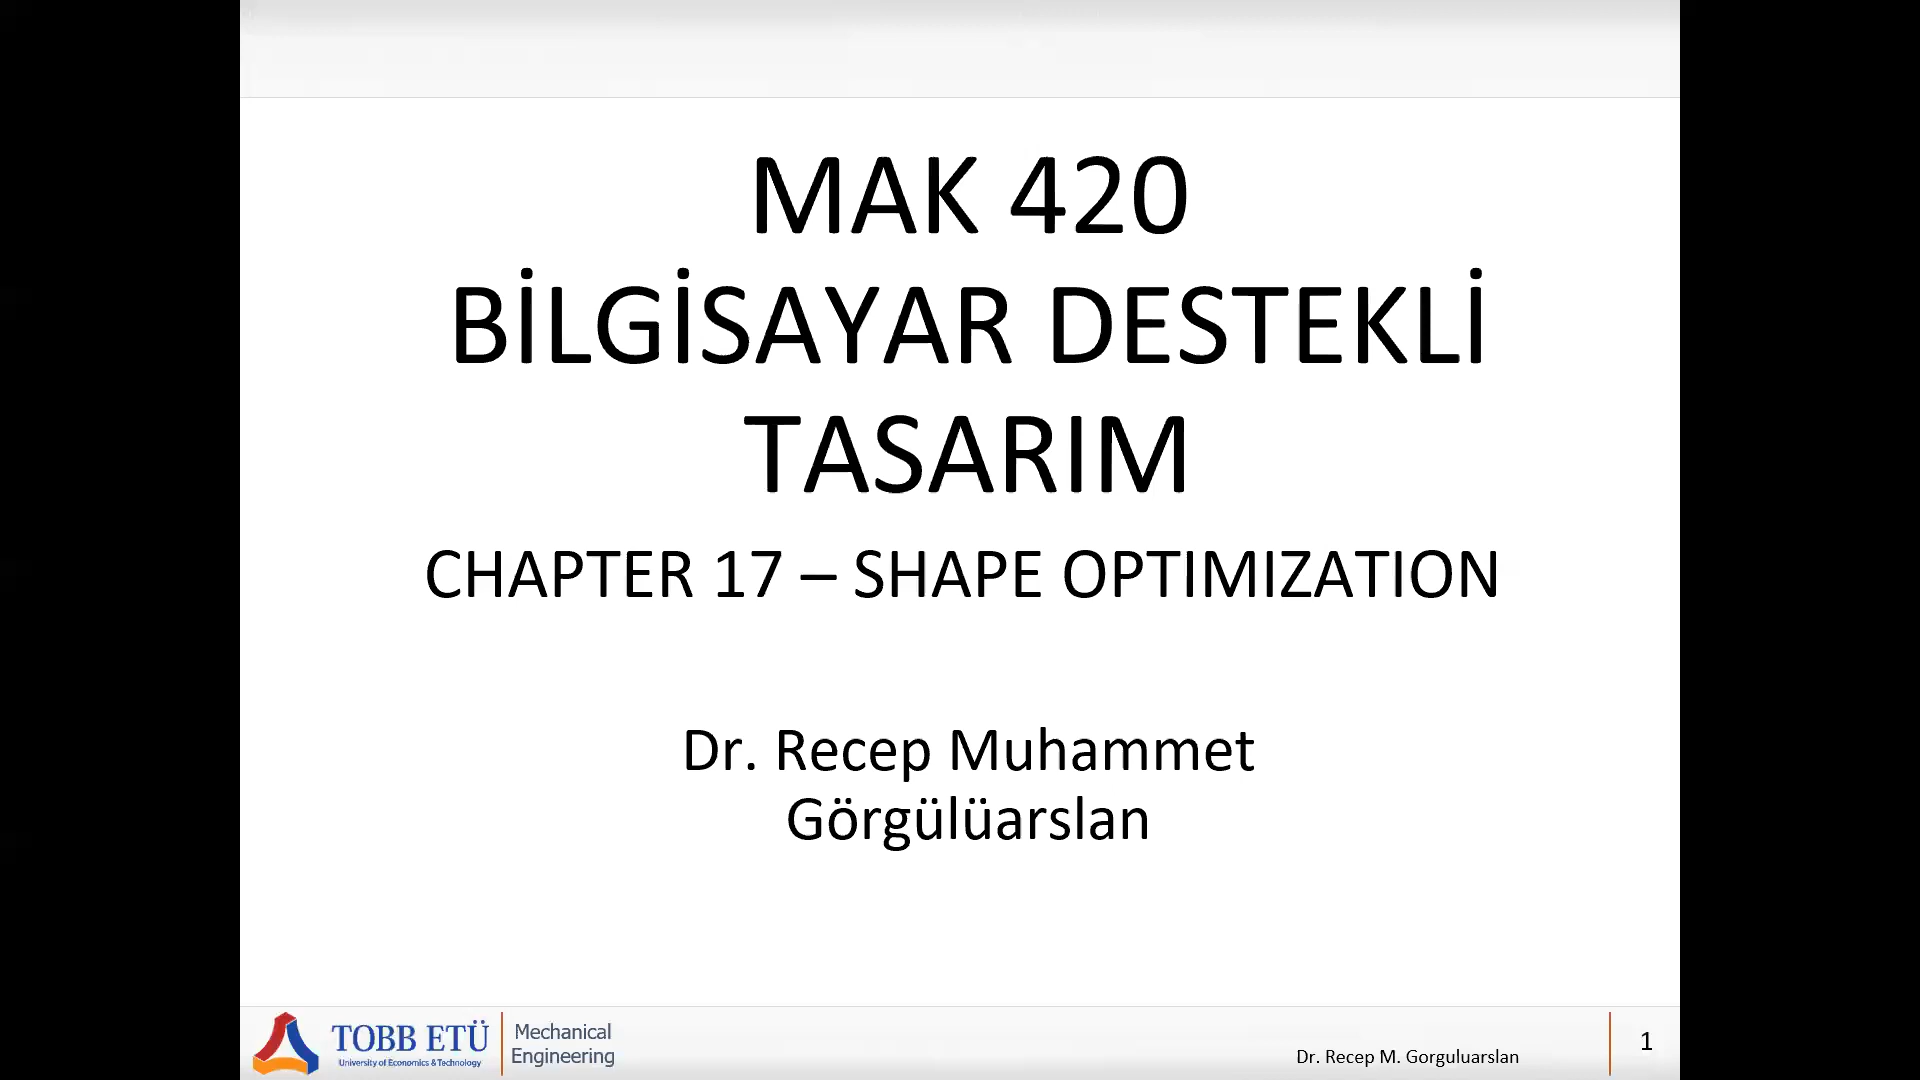 MAK 420
BİLGİSAYAR DESTEKLİ
TASARIM
CHAPTER 17 – SHAPE OPTIMIZATION
Dr. Recep Muhammet
Görgülüarslan
TOBB ETÜ
University of Economics & Technology
Mechanical
Engineering
Dr. Recep M. Gorguluarslan
1